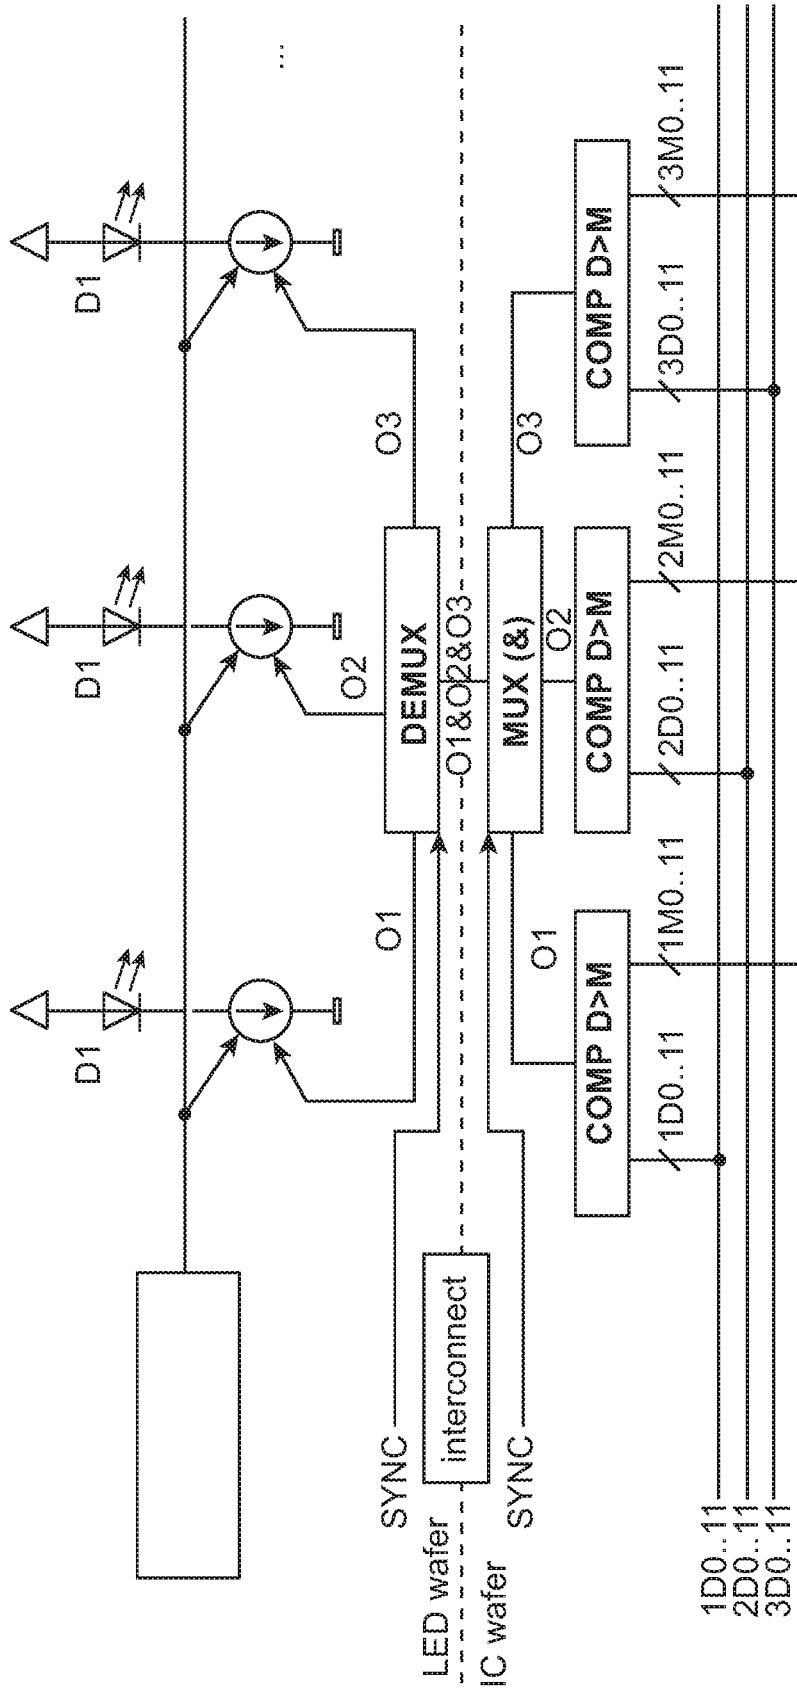 ...
D1
D1
D1
O1
O2
O3
DEMUX
SYNC
LED wafer
interconnect
O1&O2&O3
IC wafer
SYNC
MUX (&)
O1
O2
O3
COMP D>M
COMP D>M
COMP D>M
1D0..11
1M0..11
2D0..11
2M0..11
3D0..11
3M0..11
1D0..11
2D0..11
3D0..11